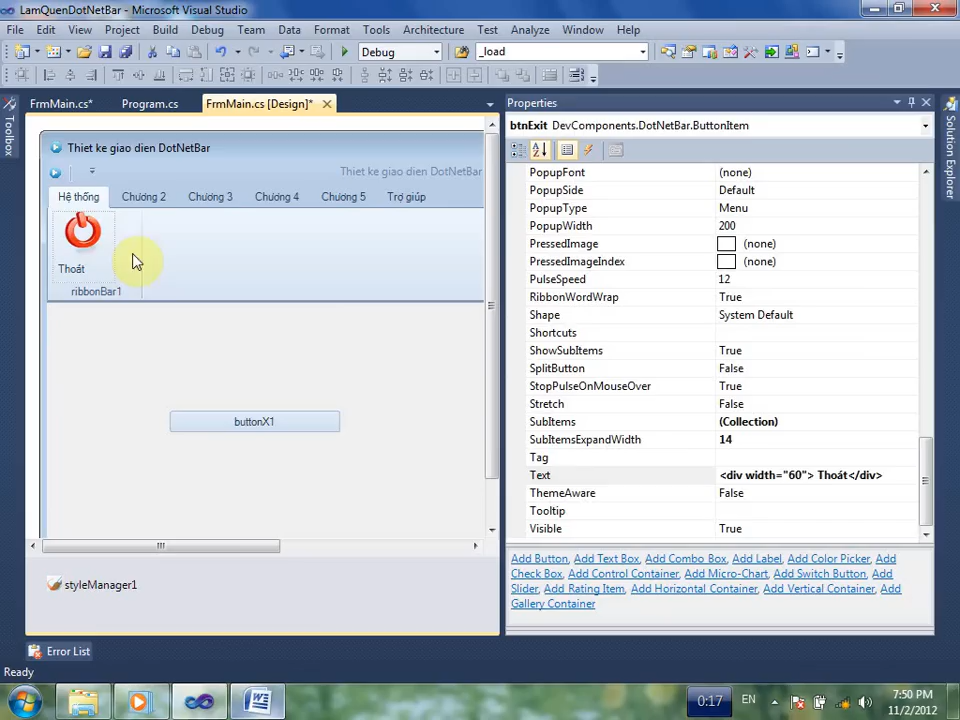 LamQuenDotNetBar - Microsoft Visual Studio
File Edit View Project Build Debug Team Data Format Tools Architecture Test Analyze Window Help
Debug _load
FrmMain.cs* Program.cs FrmMain.cs [Design]*
Toolbox
Thiet ke giao dien DotNetBar
Thiet ke giao dien DotNetBar
Hệ thống Chương 2 Chương 3 Chương 4 Chương 5 Trợ giúp
Thoát
ribbonBar1
buttonX1
styleManager1
Properties
btnExit DevComponents.DotNetBar.ButtonItem
PopupFont (none)
PopupSide Default
PopupType Menu
PopupWidth 200
PressedImage (none)
PressedImageIndex (none)
PulseSpeed 12
RibbonWordWrap True
Shape System Default
Shortcuts
ShowSubItems True
SplitButton False
StopPulseOnMouseOver True
Stretch False
SubItems (Collection)
SubItemsExpandWidth 14
Tag
Text <div width="60"> Thoát</div>
ThemeAware False
Tooltip
Visible True
Add Button, Add Text Box, Add Combo Box, Add Label, Add Color Picker, Add
Check Box, Add Control Container, Add Micro-Chart, Add Switch Button, Add
Slider, Add Rating Item, Add Horizontal Container, Add Vertical Container, Add
Gallery Container
Solution Explorer
Error List
Ready
0:17 EN 7:50 PM
11/2/2012